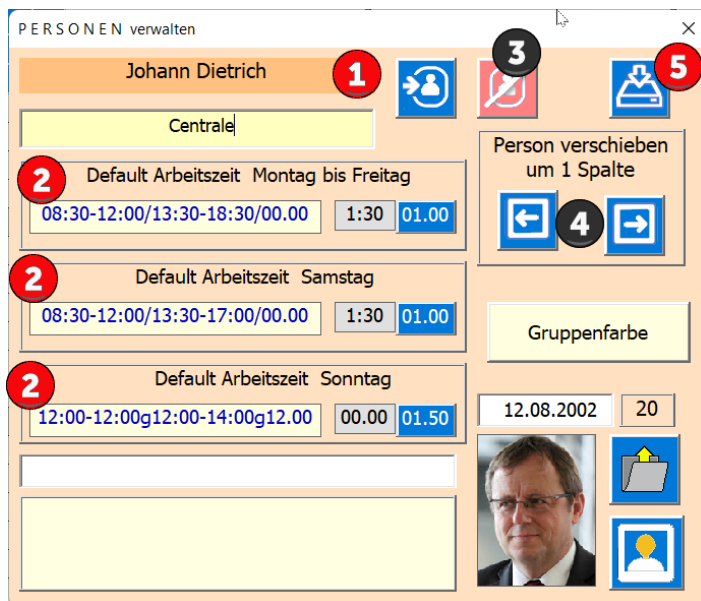 P E R S O N E N verwalten
Johann Dietrich
1
3
5
Centrale
Person verschieben
um 1 Spalte
4
2
Default Arbeitszeit Montag bis Freitag
08:30-12:00/13:30-18:30/00.00 1:30 01.00
2
Default Arbeitszeit Samstag
08:30-12:00/13:30-17:00/00.00 1:30 01.00
Gruppenfarbe
2
Default Arbeitszeit Sonntag
12:00-12:00g12:00-14:00g12.00 00.00 01.50
12.08.2002 20